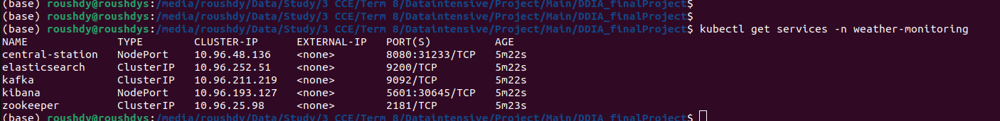 (base) roushdy@roushdys:/media/roushdy/Data/Study/3 CCE/Term 8/Dataintensive/Project/Main/DDIA_finalProject$
(base) roushdy@roushdys:/media/roushdy/Data/Study/3 CCE/Term 8/Dataintensive/Project/Main/DDIA_finalProject$
(base) roushdy@roushdys:/media/roushdy/Data/Study/3 CCE/Term 8/Dataintensive/Project/Main/DDIA_finalProject$ kubectl get services -n weather-monitoring
NAME TYPE CLUSTER-IP EXTERNAL-IP PORT(S) AGE
central-station NodePort 10.96.48.136 <none> 8080:31233/TCP 5m22s
elasticsearch ClusterIP 10.96.252.51 <none> 9200/TCP 5m22s
kafka ClusterIP 10.96.211.219 <none> 9092/TCP 5m22s
kibana NodePort 10.96.193.127 <none> 5601:30645/TCP 5m22s
zookeeper ClusterIP 10.96.25.98 <none> 2181/TCP 5m23s
(base) roushdy@roushdys:/media/roushdy/Data/Study/3 CCE/Term 8/Dataintensive/Project/Main/DDIA_finalProject$